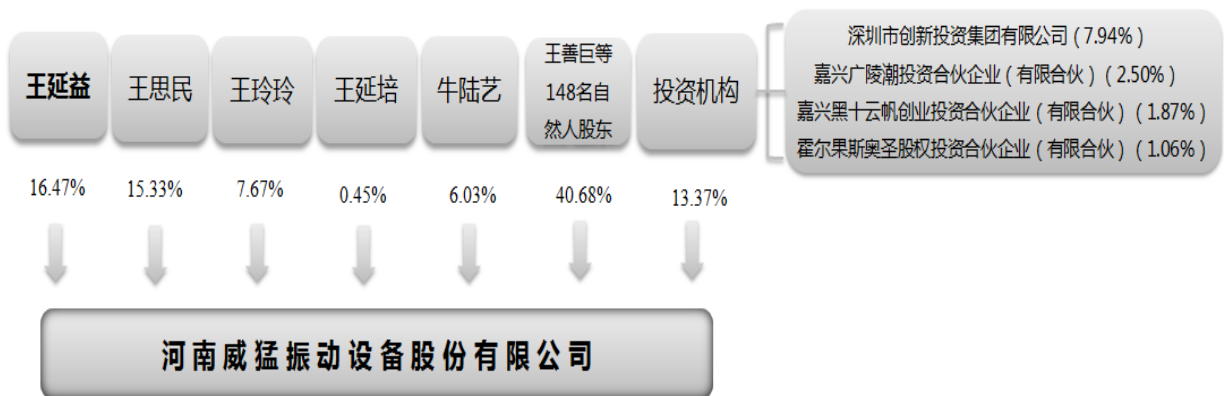 王延益
王思民
王玲玲
王延培
牛陆艺
王善巨等
148名自
然人股东
投资机构
深圳市创新投资集团有限公司（7.94%）
嘉兴广陵潮投资合伙企业（有限合伙）（2.50%）
嘉兴黑十云帆创业投资合伙企业（有限合伙）（1.87%）
霍尔果斯奥圣股权投资合伙企业（有限合伙）（1.06%）
16.47%
15.33%
7.67%
0.45%
6.03%
40.68%
13.37%
河南威猛振动设备股份有限公司